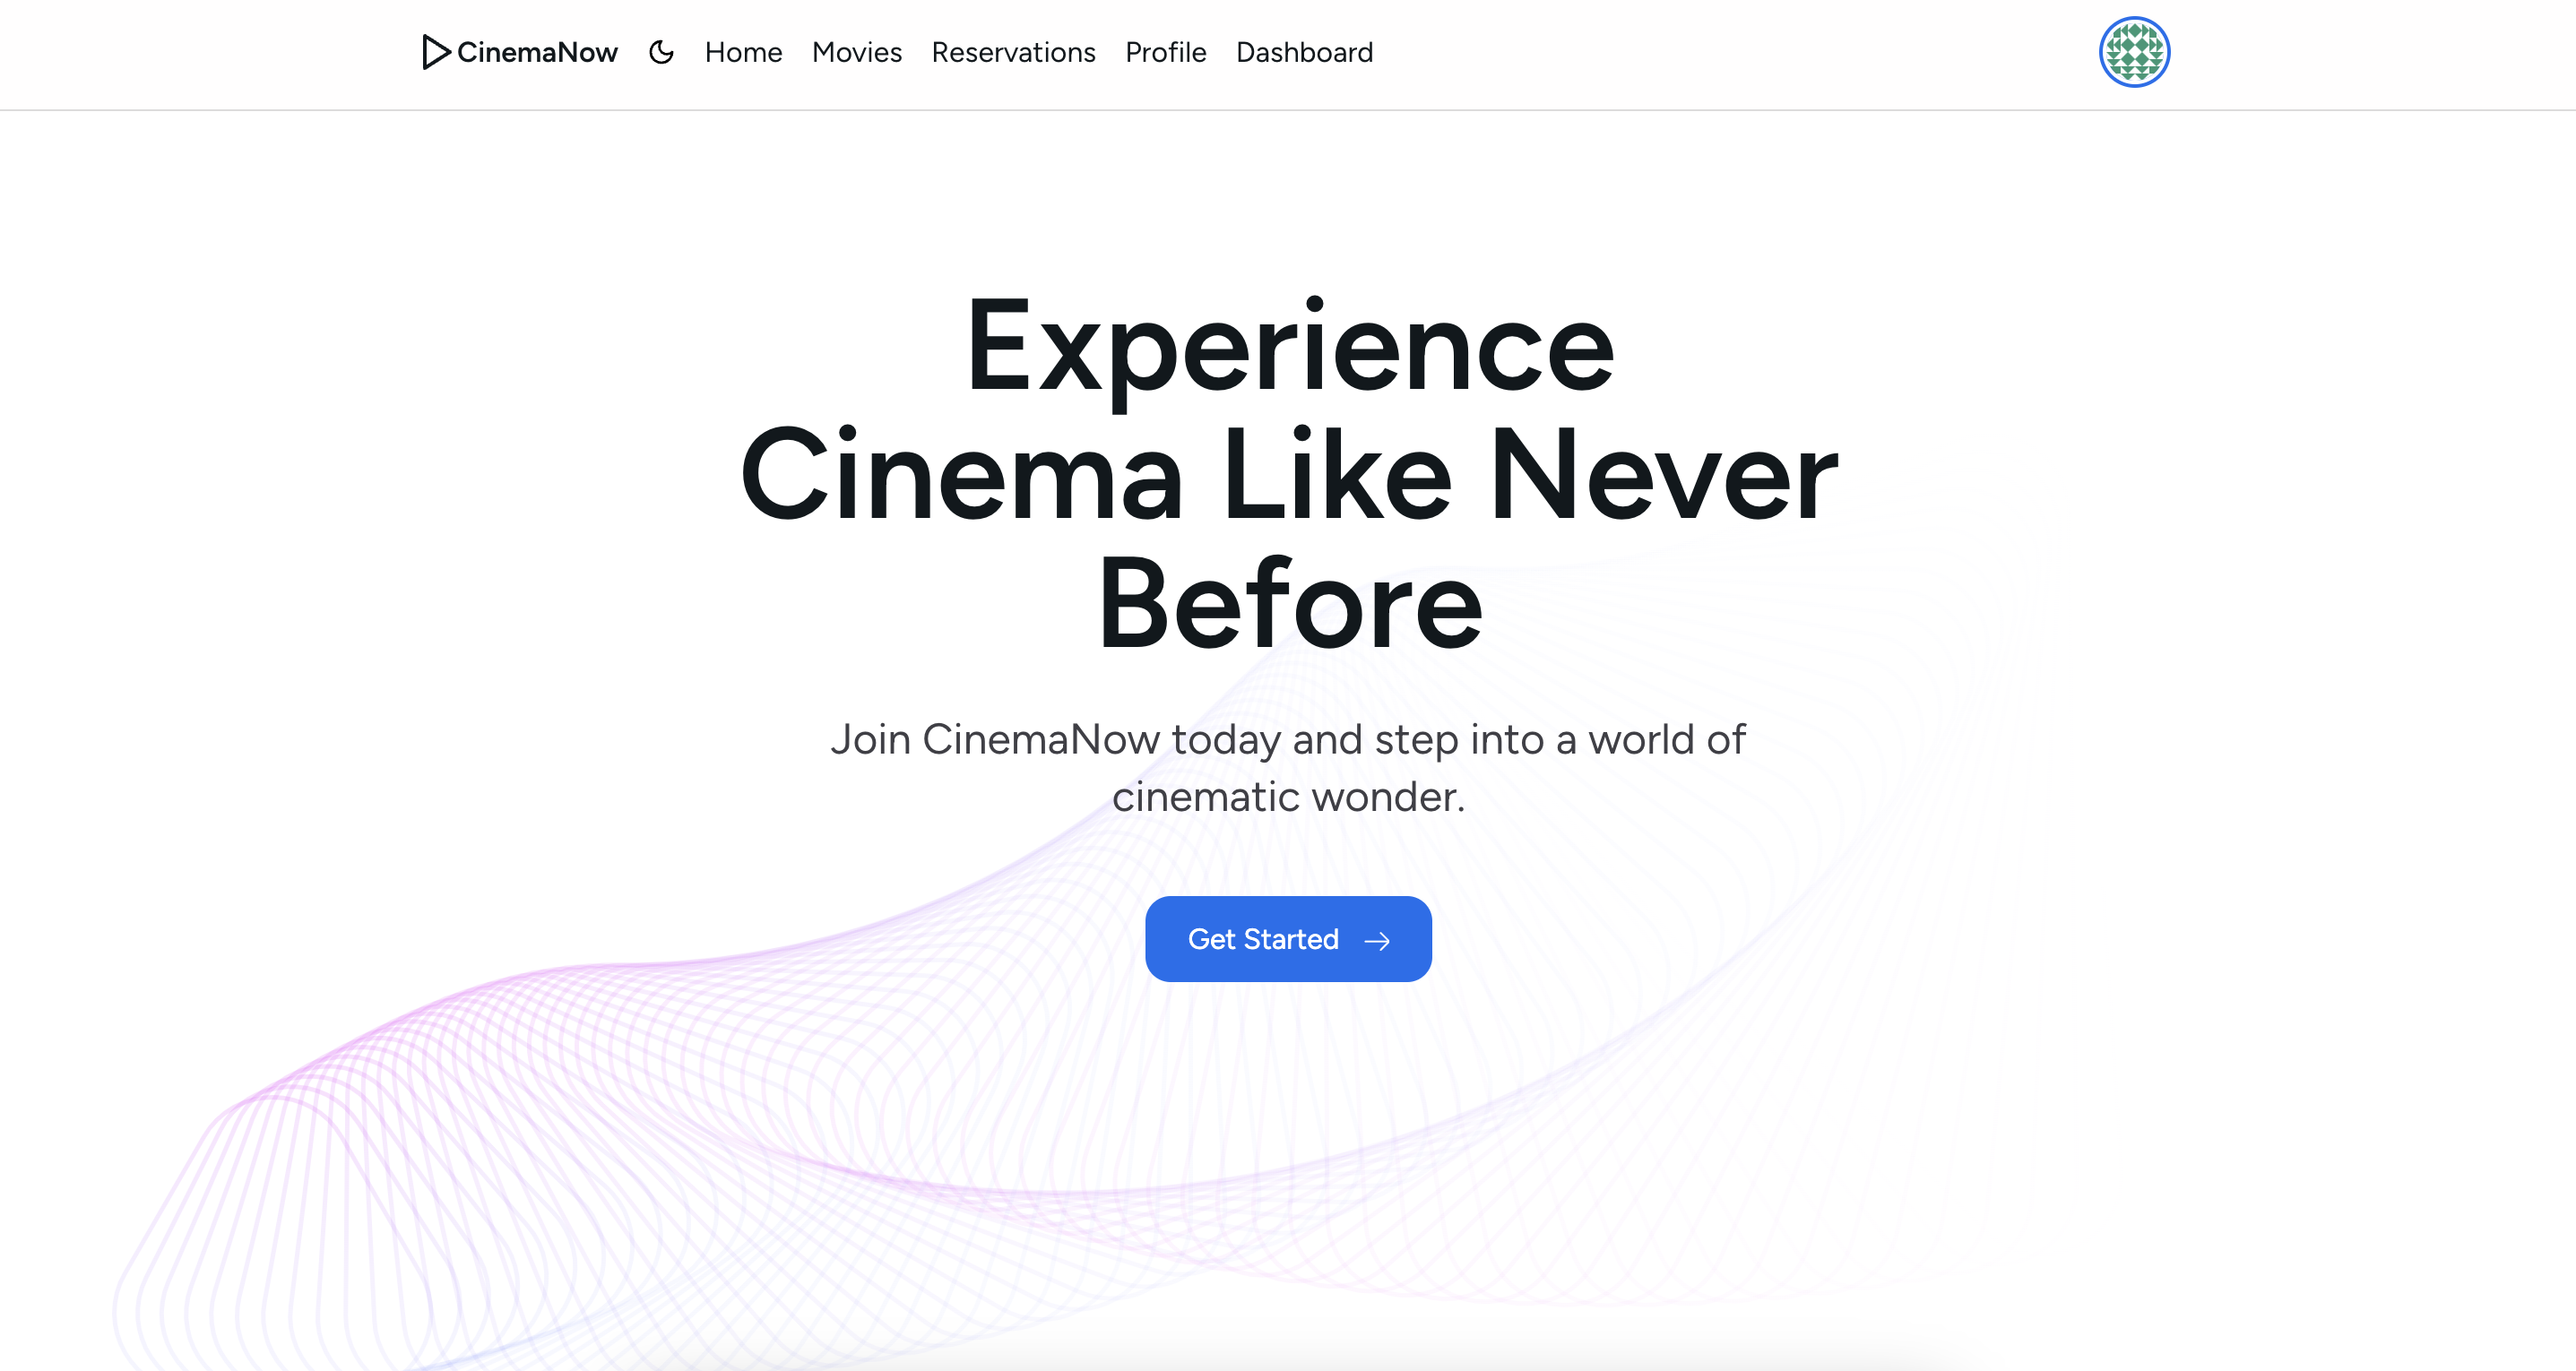 CinemaNow Home Movies Reservations Profile Dashboard
Experience
Cinema Like Never
Before
Join CinemaNow today and step into a world of
cinematic wonder.
Get Started